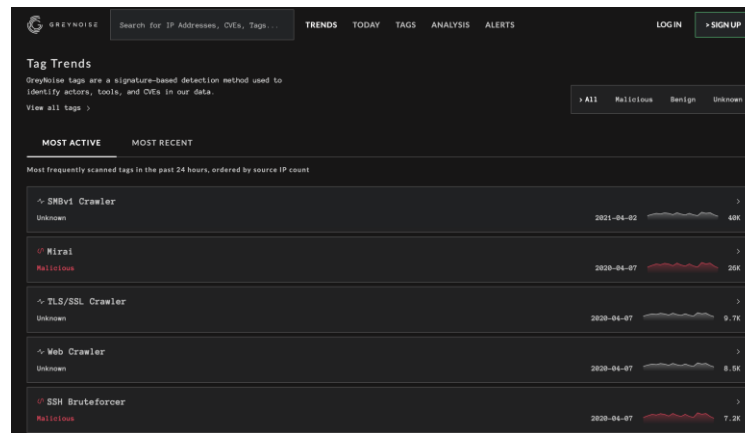 GREYNOISE
Search for IP Addresses, CVEs, Tags...
TRENDS
TODAY
TAGS
ANALYSIS
ALERTS
LOG IN
> SIGN UP
Tag Trends
GreyNoise tags are a signature-based detection method used to
identify actors, tools, and CVEs in our data.
View all tags >
> All
Malicious
Benign
Unknown
MOST ACTIVE
MOST RECENT
Most frequently scanned tags in the past 24 hours, ordered by source IP count
SMBv1 Crawler
Unknown
2021-04-02
40K
Mirai
Malicious
2020-04-07
26K
TLS/SSL Crawler
Unknown
2020-04-07
9.7K
Web Crawler
Unknown
2020-04-07
8.5K
SSH Bruteforcer
Malicious
2020-04-07
7.2K